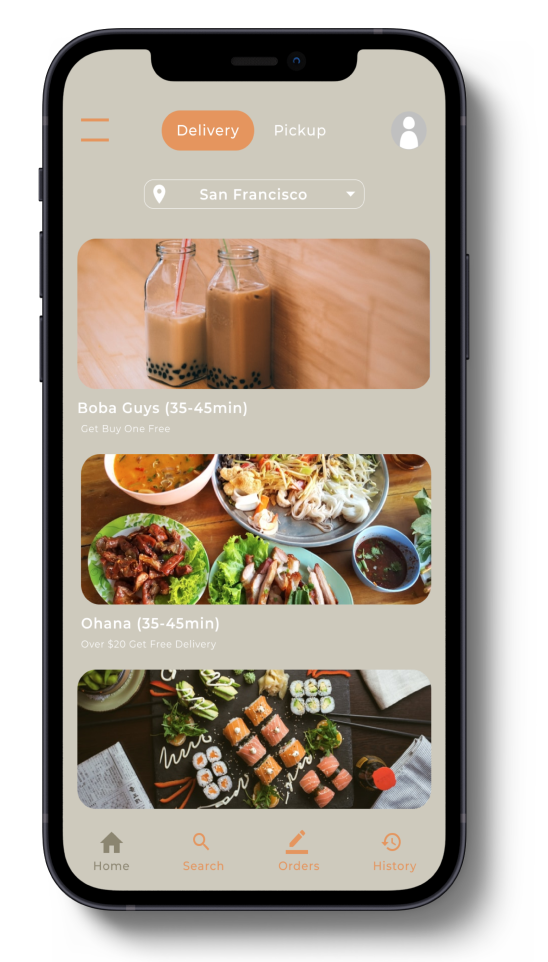 Delivery Pickup
San Francisco
Boba Guys (35-45min)
Get Buy One Free
Ohana (35-45min)
Over $20 Get Free Delivery
Home Search Orders History